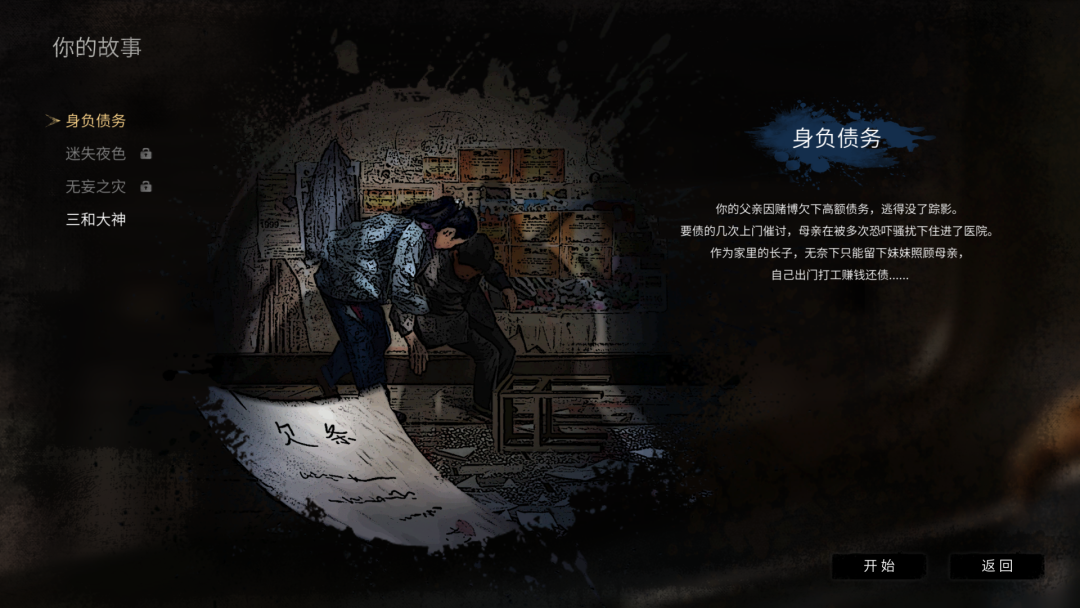 你的故事
身负债务
迷失夜色
无妄之灾
三和大神
身负债务
你的父亲因赌博欠下高额债务，逃得没了踪影。
要债的几次上门催讨，母亲在被多次恐吓骚扰下住进了医院。
作为家里的长子，无奈下只能留下妹妹照顾母亲，
自己出门打工赚钱还债......
欠条
开始
返回